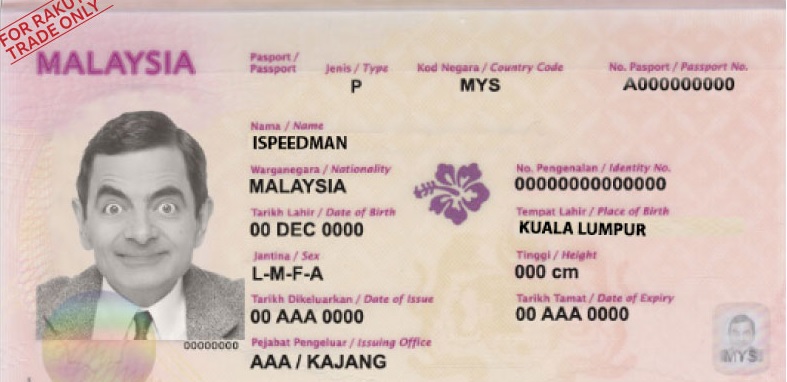 FOR RAKUT
TRADE ONLY
MALAYSIA
Pasport /
Passport
Jenis / Type
P
Kod Negara / Country Code
MYS
No. Pasport / Passport No.
A000000000
Nama / Name
ISPEEDMAN
Warganegara / Nationality
MALAYSIA
No. Pengenalan / Identity No.
00000000000000
Tarikh Lahir / Date of Birth
00 DEC 0000
Tempat Lahir / Place of Birth
KUALA LUMPUR
Jantina / Sex
L-M-F-A
Tinggi / Height
000 cm
Tarikh Dikeluarkan / Date of Issue
00 AAA 0000
Tarikh Tamat / Date of Expiry
00 AAA 0000
00000000
Pejabat Pengeluar / Issuing Office
AAA / KAJANG
MYS